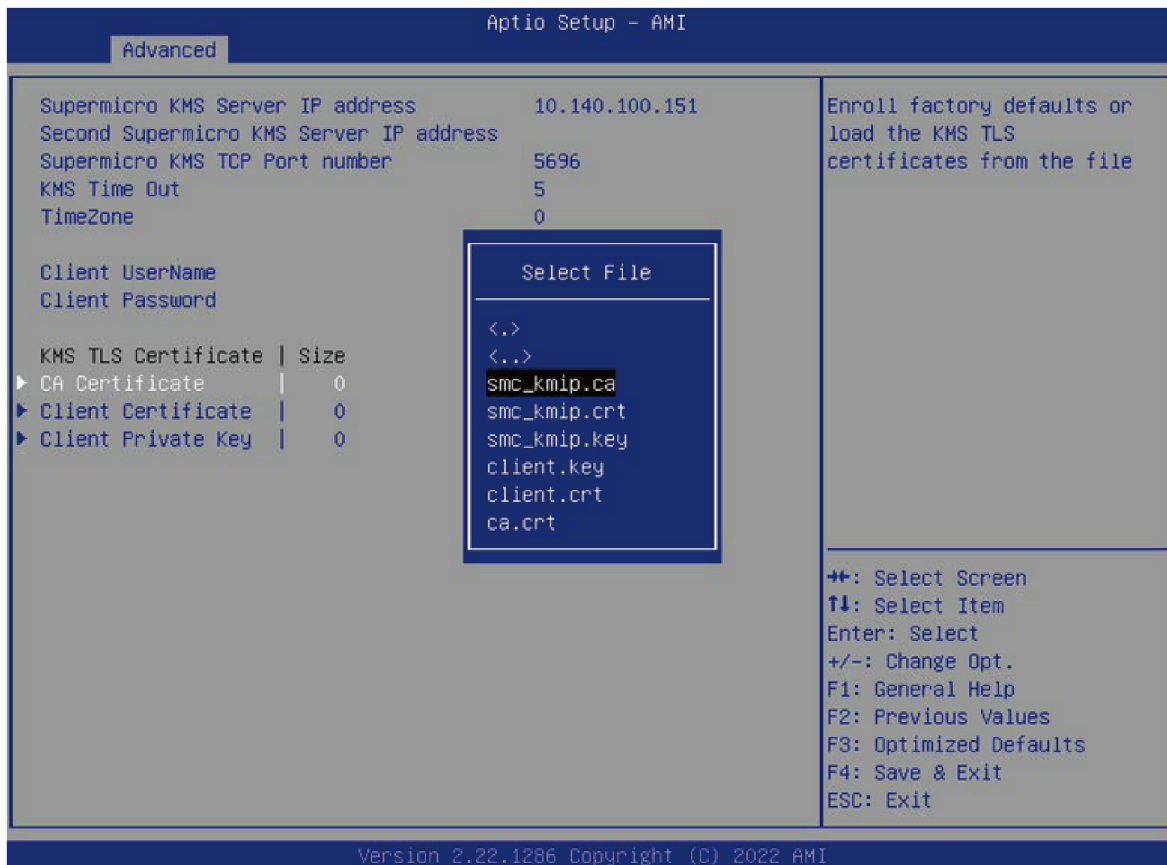 Aptio Setup - AMI
Advanced
Supermicro KMS Server IP address 10.140.100.151
Second Supermicro KMS Server IP address
Supermicro KMS TCP Port number 5696
KMS Time Out 5
TimeZone 0
Client UserName
Client Password
KMS TLS Certificate | Size
CA Certificate | 0
Client Certificate | 0
Client Private Key | 0
Select File
<.>
<..>
smc_kmip.ca
smc_kmip.crt
smc_kmip.key
client.key
client.crt
ca.crt
Enroll factory defaults or
load the KMS TLS
certificates from the file
→←: Select Screen
↑↓: Select Item
Enter: Select
+/-: Change Opt.
F1: General Help
F2: Previous Values
F3: Optimized Defaults
F4: Save & Exit
ESC: Exit
Version 2.22.1286 Copyright (C) 2022 AMI